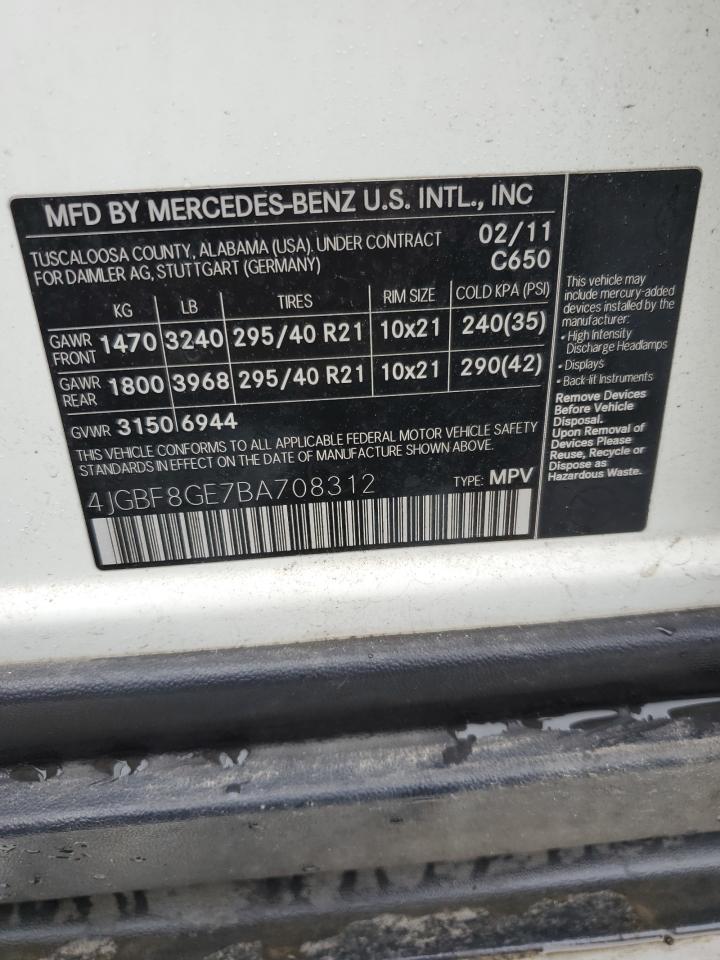 MFD BY MERCEDES-BENZ U.S. INTL., INC
TUSCALOOSA COUNTY, ALABAMA (USA). UNDER CONTRACT 02/11
FOR DAIMLER AG, STUTTGART (GERMANY) C650
KG LB TIRES RIM SIZE COLD KPA (PSI)
GAWR FRONT 1470 3240 295/40 R21 10x21 240(35)
GAWR REAR 1800 3968 295/40 R21 10x21 290(42)
GVWR 3150 6944
THIS VEHICLE CONFORMS TO ALL APPLICABLE FEDERAL MOTOR VEHICLE SAFETY
STANDARDS IN EFFECT ON THE DATE OF MANUFACTURE SHOWN ABOVE.
4JGBF8GE7BA708312 TYPE: MPV
This vehicle may
include mercury-added
devices installed by the
manufacturer:
• High Intensity
Discharge Headlamps
• Displays
• Back-lit Instruments
Remove Devices
Before Vehicle
Disposal.
Upon Removal of
Devices Please
Reuse, Recycle or
Dispose as
Hazardous Waste.